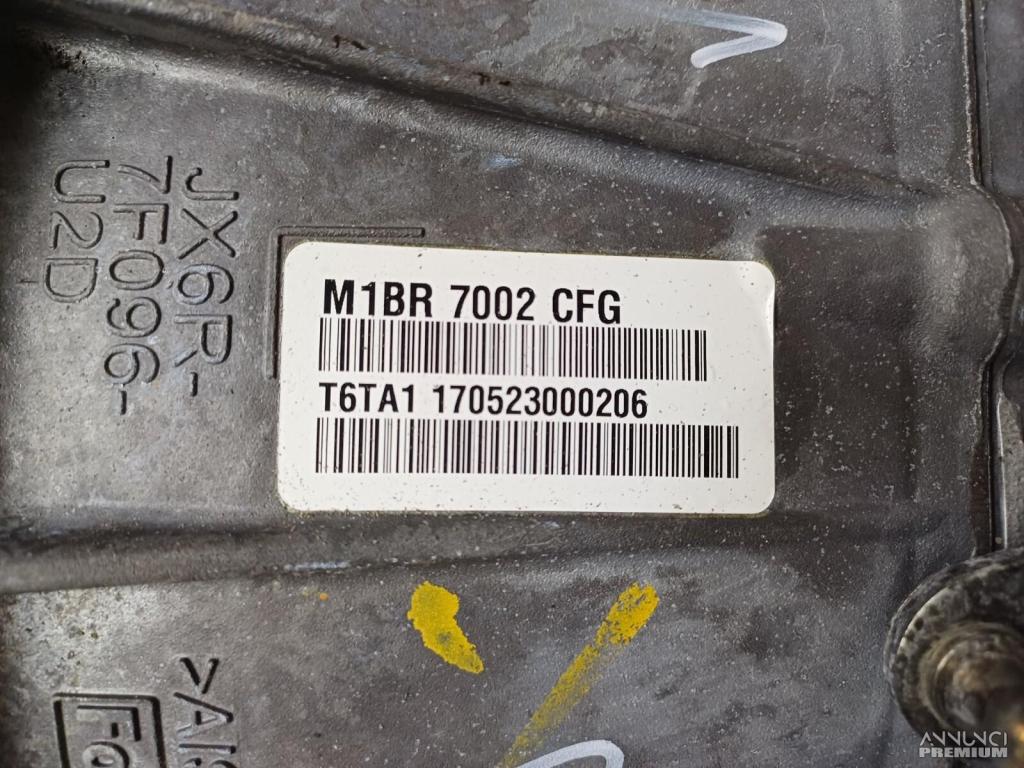 JX6R-
7F096-
U2D
M1BR 7002 CFG
T6TA1 170523000206
ANNUNCI
PREMIUM